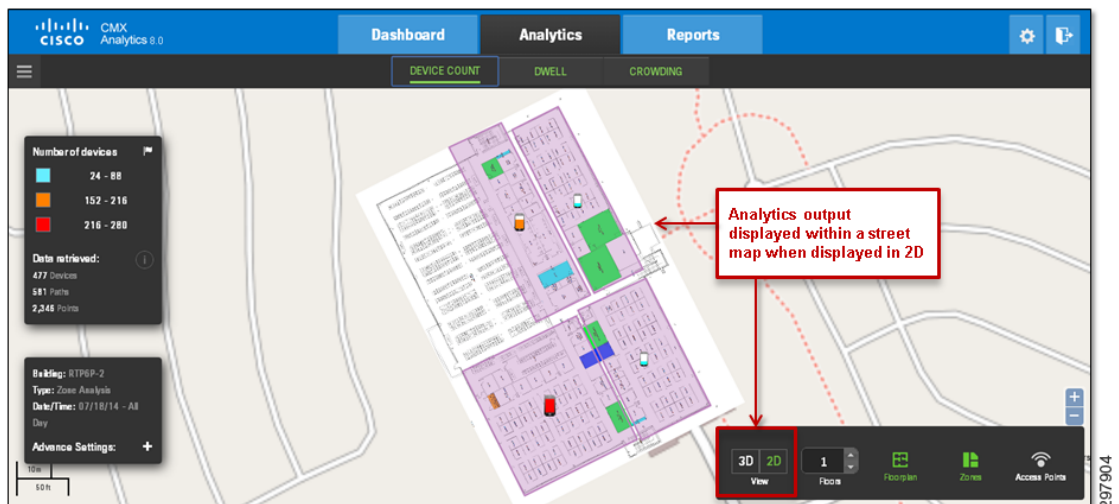 CISCO
CMX
Analytics 8.0
Dashboard
Analytics
Reports
DEVICE COUNT
DWELL
CROWDING
Number of devices
24 - 88
152 - 216
216 - 280
Data retrieved:
477 Devices
581 Paths
2,346 Points
Analytics output
displayed within a street
map when displayed in 2D
Building: RTP6P-2
Type: Zone Analysis
Date/Time: 07/18/14 - All
Day
Advance Settings: +
10m
50ft
3D 2D
View
1
Floors
Floorplan
Zones
Access Points
+
−